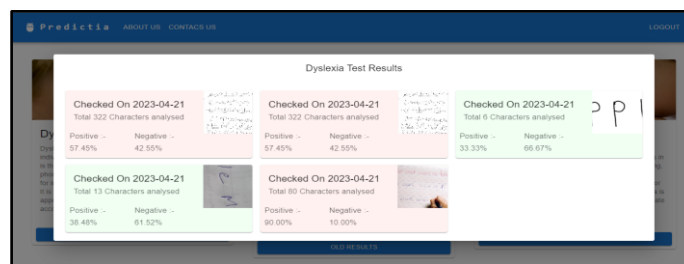 Predictia ABOUT US CONTACS US LOGOUT
Dyslexia Test Results
Checked On 2023-04-21
Total 322 Characters analysed
Positive :- Negative :-
57.45% 42.55%
Checked On 2023-04-21
Total 322 Characters analysed
Positive :- Negative :-
57.45% 42.55%
Checked On 2023-04-21
Total 6 Characters analysed
Positive :- Negative :-
33.33% 66.67%
P P
Checked On 2023-04-21
Total 13 Characters analysed
Positive :- Negative :-
38.48% 61.52%
Checked On 2023-04-21
Total 80 Characters analysed
Positive :- Negative :-
90.00% 10.00%
OLD RESULTS